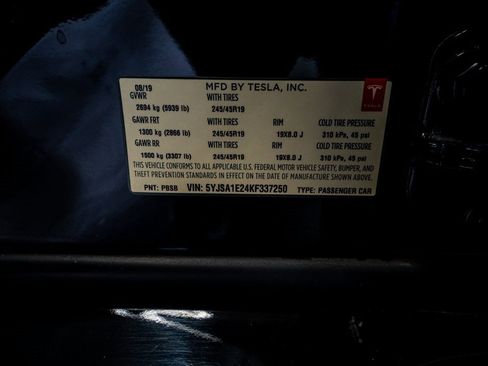 08/19 MFD BY TESLA, INC.
GVWR WITH TIRES
2694 kg (5939 lb) 245/45R19
GAWR FRT WITH TIRES RIM COLD TIRE PRESSURE
1300 kg (2866 lb) 245/45R19 19X8.0 J 310 kPa, 45 psi
GAWR RR WITH TIRES RIM COLD TIRE PRESSURE
1500 kg (3307 lb) 245/45R19 19X8.0 J 310 kPa, 45 psi
THIS VEHICLE CONFORMS TO ALL APPLICABLE U.S. FEDERAL MOTOR VEHICLE SAFETY, BUMPER, AND
THEFT PREVENTION STANDARDS IN EFFECT ON THE DATE OF MANUFACTURE SHOWN ABOVE.
PNT: PBSB VIN: 5YJSA1E24KF337250 TYPE: PASSENGER CAR
TESLA